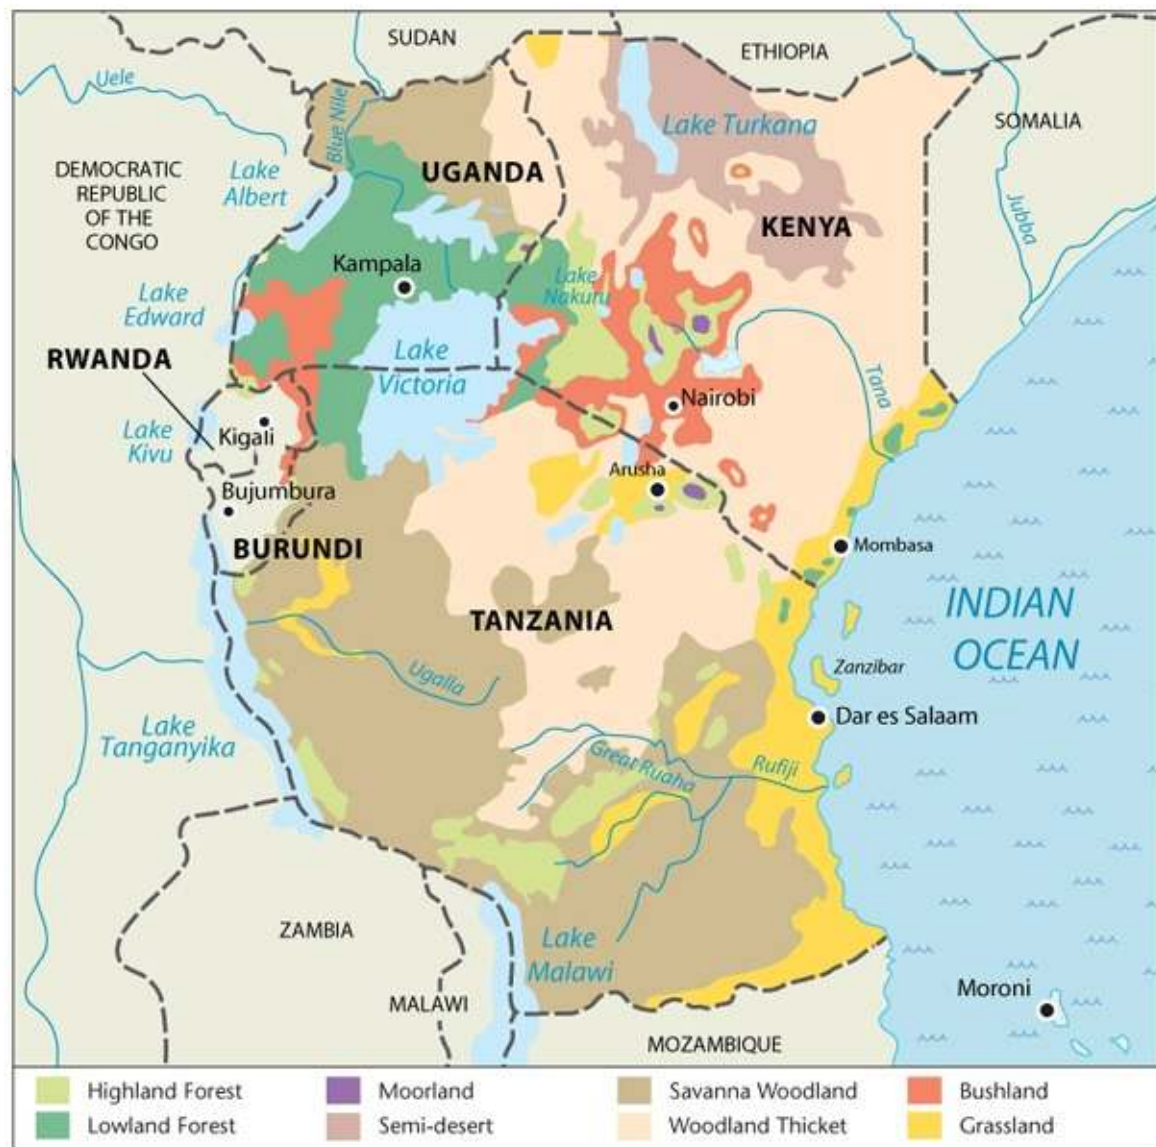 SUDAN
ETHIOPIA
Uele
Blue Nile
Lake Turkana
SOMALIA
DEMOCRATIC
REPUBLIC
OF THE
CONGO
Lake
Albert
UGANDA
Jubba
KENYA
Kampala
Lake
Nakuru
Lake
Edward
RWANDA
Lake
Victoria
Tana
Nairobi
Lake
Kivu
Kigali
Arusha
Bujumbura
BURUNDI
Mombasa
TANZANIA
INDIAN
OCEAN
Ugalla
Zanzibar
Lake
Tanganyika
Dar es Salaam
Great Ruaha
Rufiji
ZAMBIA
Lake
Malawi
MALAWI
Moroni
MOZAMBIQUE
Highland Forest
Moorland
Savanna Woodland
Bushland
Lowland Forest
Semi-desert
Woodland Thicket
Grassland